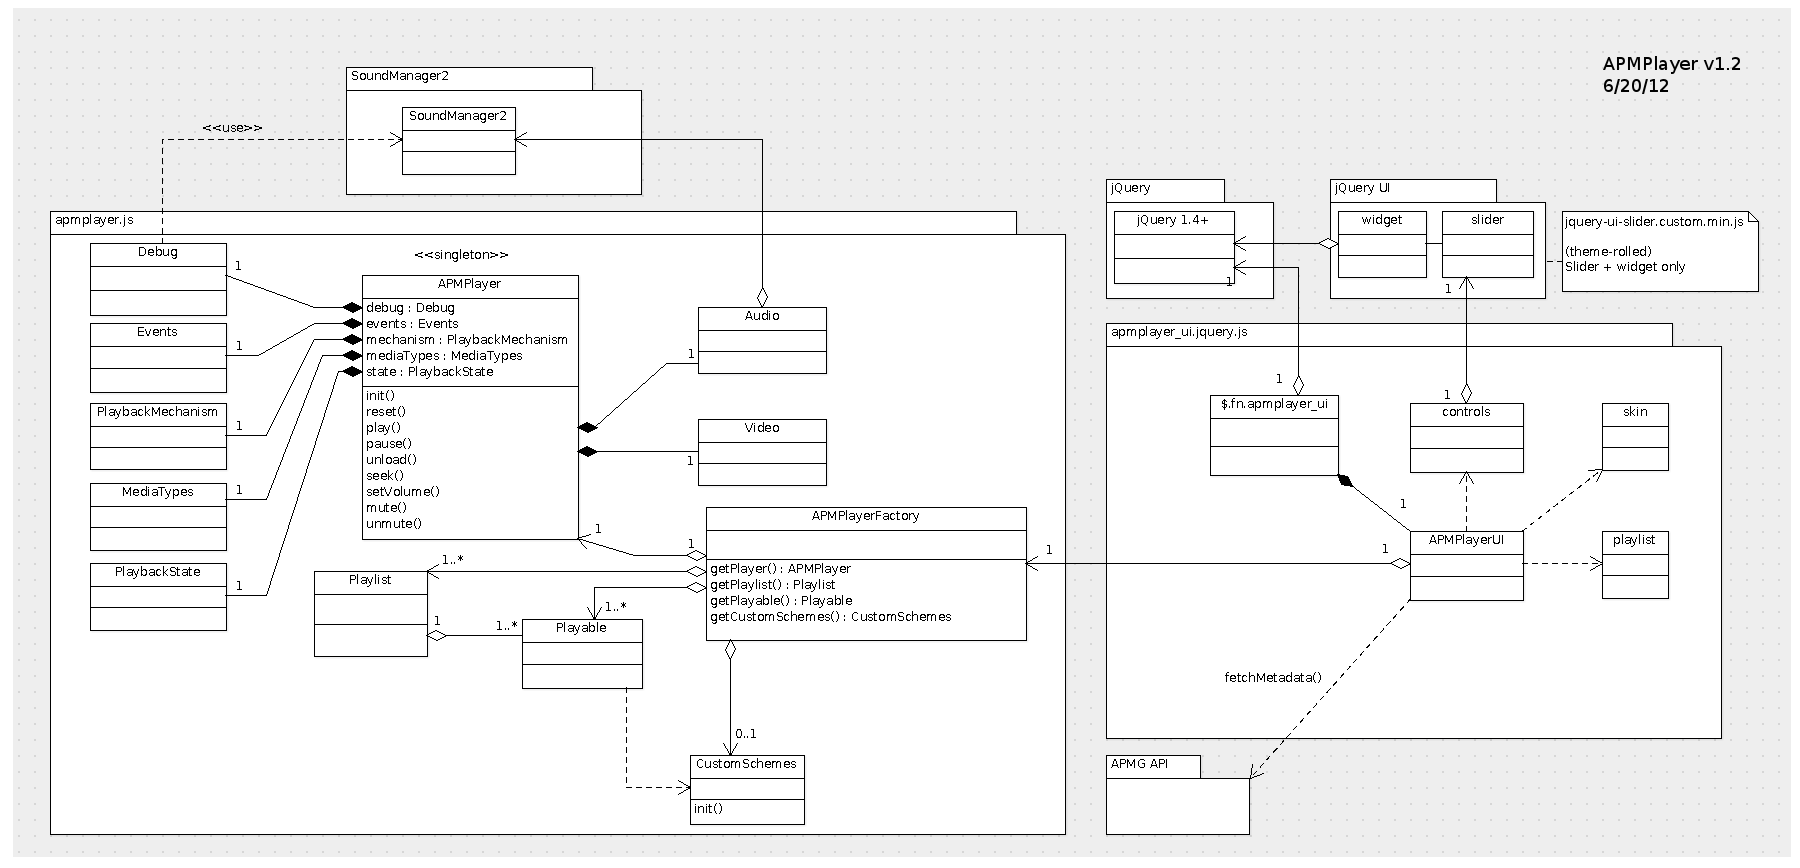 APMPlayer v1.2
6/20/12
SoundManager2
SoundManager2
<<use>>
apmplayer.js
Debug
1
<<singleton>>
APMPlayer
debug : Debug
events : Events
mechanism : PlaybackMechanism
mediaTypes : MediaTypes
state : PlaybackState
init()
reset()
play()
pause()
unload()
seek()
setVolume()
mute()
unmute()
Events
1
PlaybackMechanism
1
MediaTypes
1
PlaybackState
1
Audio
1
Video
1
APMPlayerFactory
getPlayer() : APMPlayer
getPlaylist() : Playlist
getPlayable() : Playable
getCustomSchemes() : CustomSchemes
1
1
1..*
Playlist
1
1..*
1..*
Playable
0..1
CustomSchemes
init()
jQuery
jQuery 1.4+
1
jQuery UI
widget
slider
1
jquery-ui-slider.custom.min.js
(theme-rolled)
Slider + widget only
apmplayer_ui.jquery.js
1
$.fn.apmplayer_ui
1
controls
skin
1
APMPlayerUI
1
1
playlist
fetchMetadata()
APMG API